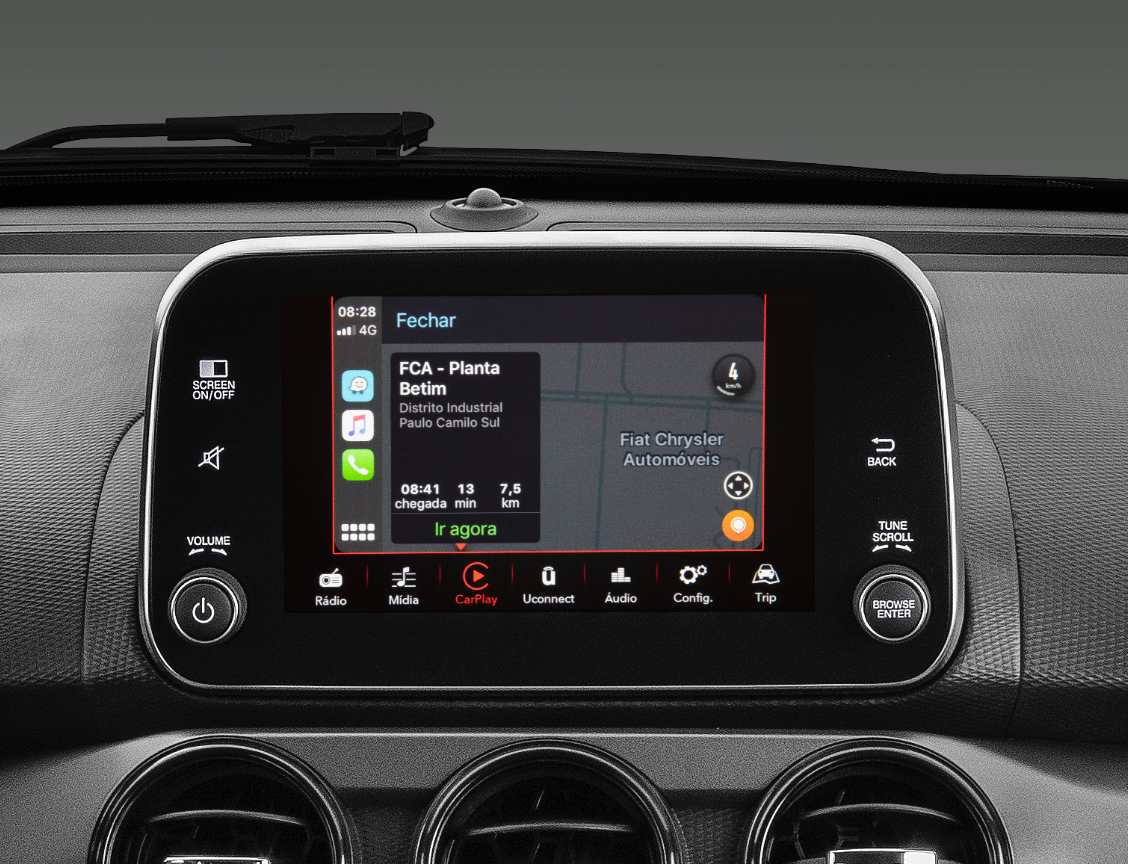 08:28
4G
Fechar
FCA - Planta
Betim
Distrito Industrial
Paulo Camilo Sul
08:41 13 7,5
chegada min km
Ir agora
4
km/h
Fiat Chrysler
Automóveis
Rádio
Mídia
CarPlay
Uconnect
Áudio
Config.
Trip
SCREEN
ON/OFF
VOLUME
BACK
TUNE
SCROLL
BROWSE
ENTER